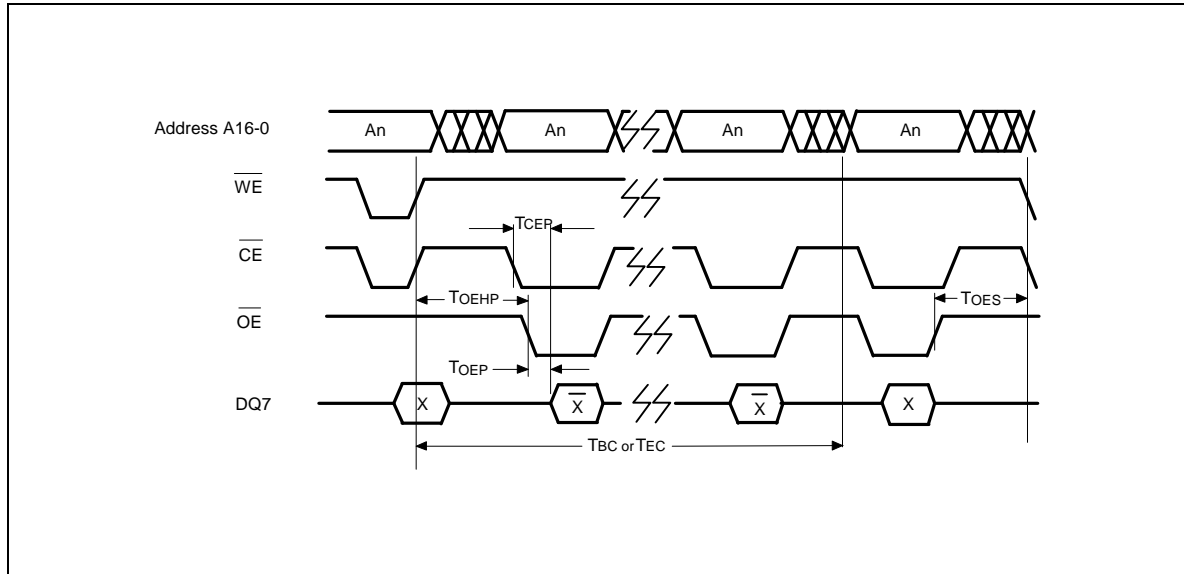 Address A16-0 An An An An
WE
TCEP
CE
TOEHP TOES
OE
TOEP
DQ7 X X X X
TBC or TEC